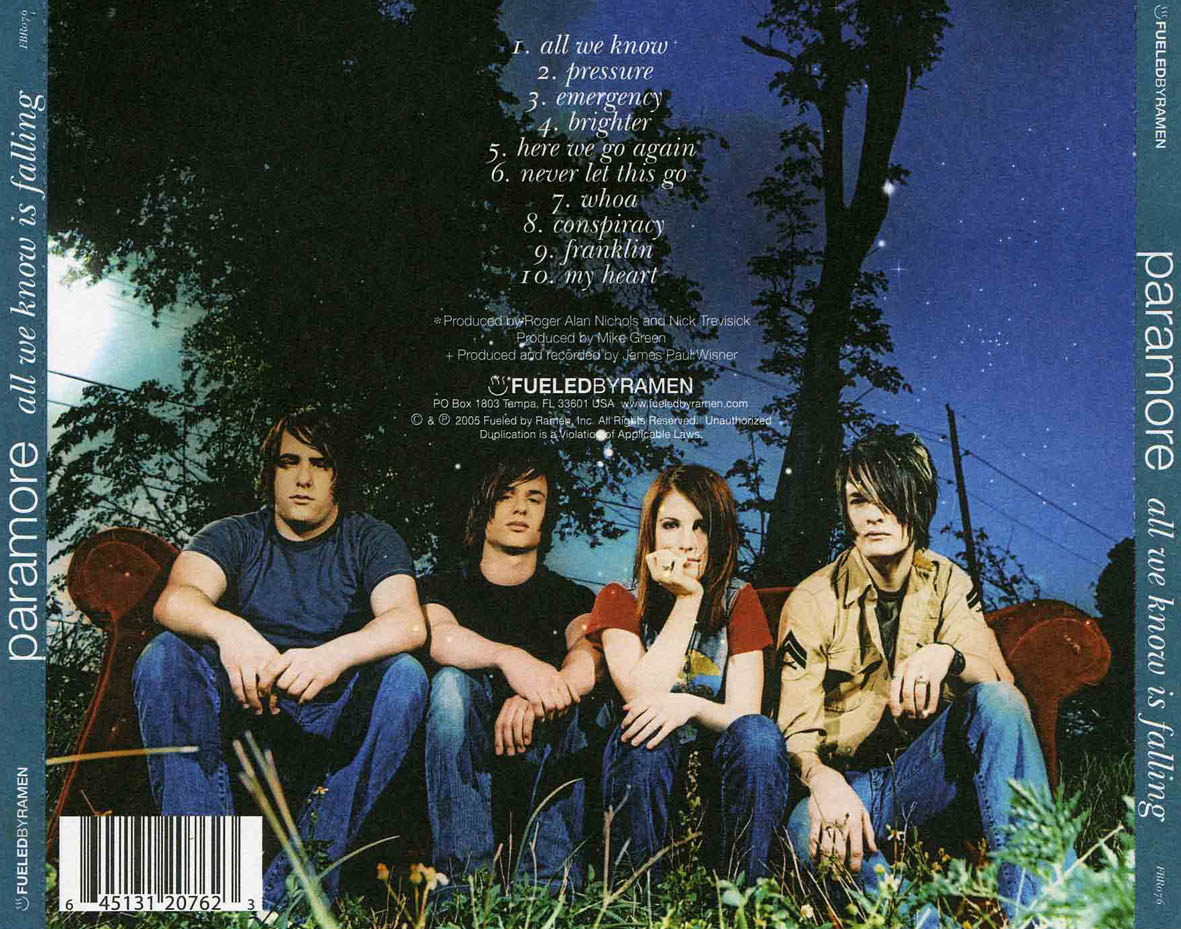 FBR076
paramore all we know is falling
FUELEDBYRAMEN
1. all we know +
2. pressure
3. emergency
4. brighter
5. here we go again
6. never let this go
7. whoa
8. conspiracy
9. franklin
10. my heart
*Produced by Roger Alan Nichols and Nick Trevisick
Produced by Mike Green
+ Produced and recorded by James Paul Wisner
FUELEDBYRAMEN
PO Box 1803 Tampa, FL 33601 USA www.fueledbyramen.com
© & ℗ 2005 Fueled by Ramen, Inc. All Rights Reserved. Unauthorized
Duplication is a Violation of Applicable Laws.
6 45131 20762 3
FUELEDBYRAMEN
paramore all we know is falling
FBR076